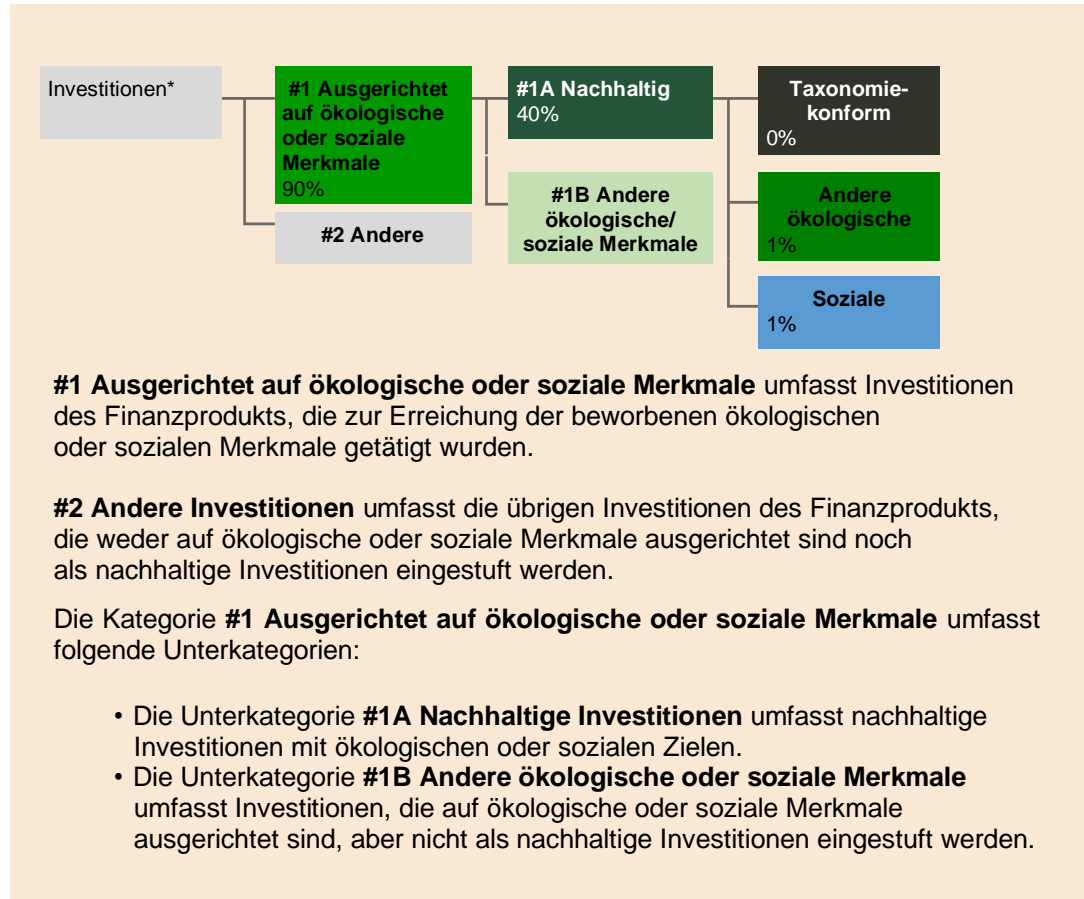 Investitionen*
#1 Ausgerichtet
auf ökologische
oder soziale
Merkmale
90%
#2 Andere
#1A Nachhaltig
40%
#1B Andere
ökologische/
soziale Merkmale
Taxonomie-
konform
0%
Andere
ökologische
1%
Soziale
1%
#1 Ausgerichtet auf ökologische oder soziale Merkmale umfasst Investitionen
des Finanzprodukts, die zur Erreichung der beworbenen ökologischen
oder sozialen Merkmale getätigt wurden.
#2 Andere Investitionen umfasst die übrigen Investitionen des Finanzprodukts,
die weder auf ökologische oder soziale Merkmale ausgerichtet sind noch
als nachhaltige Investitionen eingestuft werden.
Die Kategorie #1 Ausgerichtet auf ökologische oder soziale Merkmale umfasst
folgende Unterkategorien:
• Die Unterkategorie #1A Nachhaltige Investitionen umfasst nachhaltige
Investitionen mit ökologischen oder sozialen Zielen.
• Die Unterkategorie #1B Andere ökologische oder soziale Merkmale
umfasst Investitionen, die auf ökologische oder soziale Merkmale
ausgerichtet sind, aber nicht als nachhaltige Investitionen eingestuft werden.